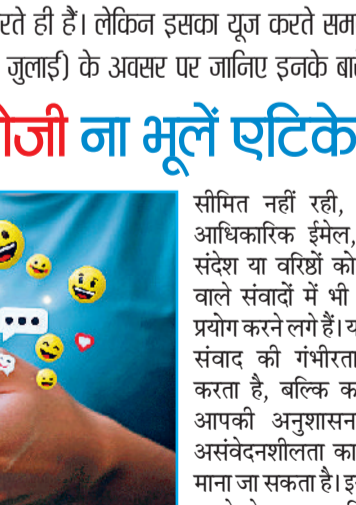 रते ही हैं। लेकिन इसका यूज करते सम
जुलाई) के अवसर पर जानिए इनके बा
ोजी ना भूलें एटिके
सीमित नहीं रही,
आधिकारिक ईमेल,
संदेश या वरिष्ठों को
वाले संवादों में भी
प्रयोग करने लगे हैं। य
संवाद की गंभीरता
करता है, बल्कि क
आपकी अनुशासन
असंवेदनशीलता का
माना जा सकता है। इ